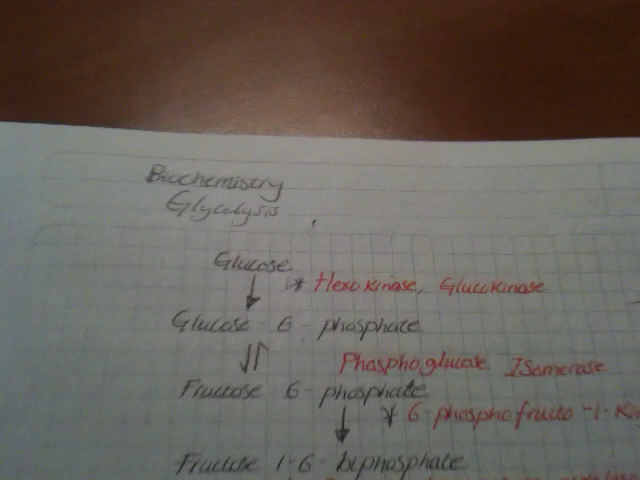 Biochemistry
Glycolysis
Glucose
* Hexokinase, Glucokinase
Glucose - 6 - phosphate
Phosphoglucose Isomerase
Fructose 6 - phosphate
* 6-phosphofructo-1-Kin
Fructose 1-6- biphosphate